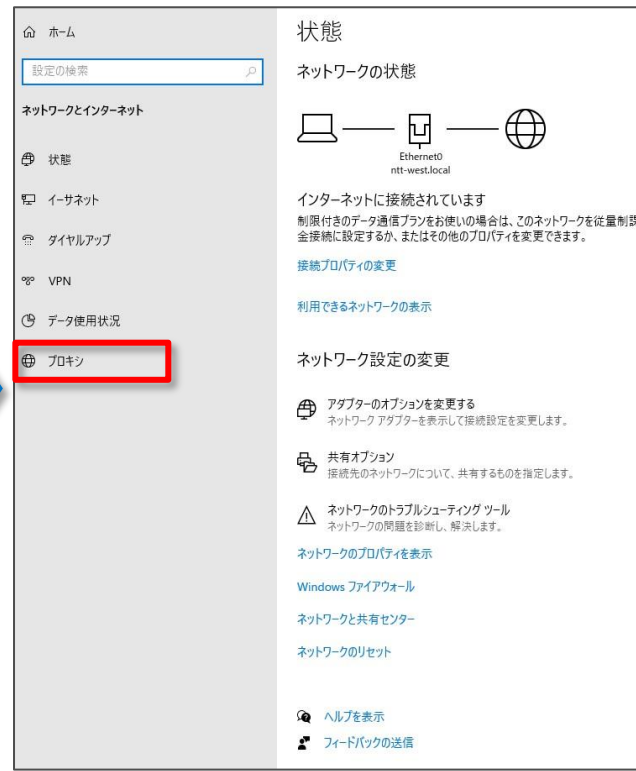 ホーム
設定の検索
ネットワークとインターネット
状態
イーサネット
ダイヤルアップ
VPN
データ使用状況
プロキシ
状態
ネットワークの状態
Ethernet0
ntt-west.local
インターネットに接続されています
制限付きのデータ通信プランをお使いの場合は、このネットワークを従量制課
金接続に設定するか、またはその他のプロパティを変更できます。
接続プロパティの変更
利用できるネットワークの表示
ネットワーク設定の変更
アダプターのオプションを変更する
ネットワーク アダプターを表示して接続設定を変更します。
共有オプション
接続先のネットワークについて、共有するものを指定します。
ネットワークのトラブルシューティング ツール
ネットワークの問題を診断し、解決します。
ネットワークのプロパティを表示
Windows ファイアウォール
ネットワークと共有センター
ネットワークのリセット
ヘルプを表示
フィードバックの送信